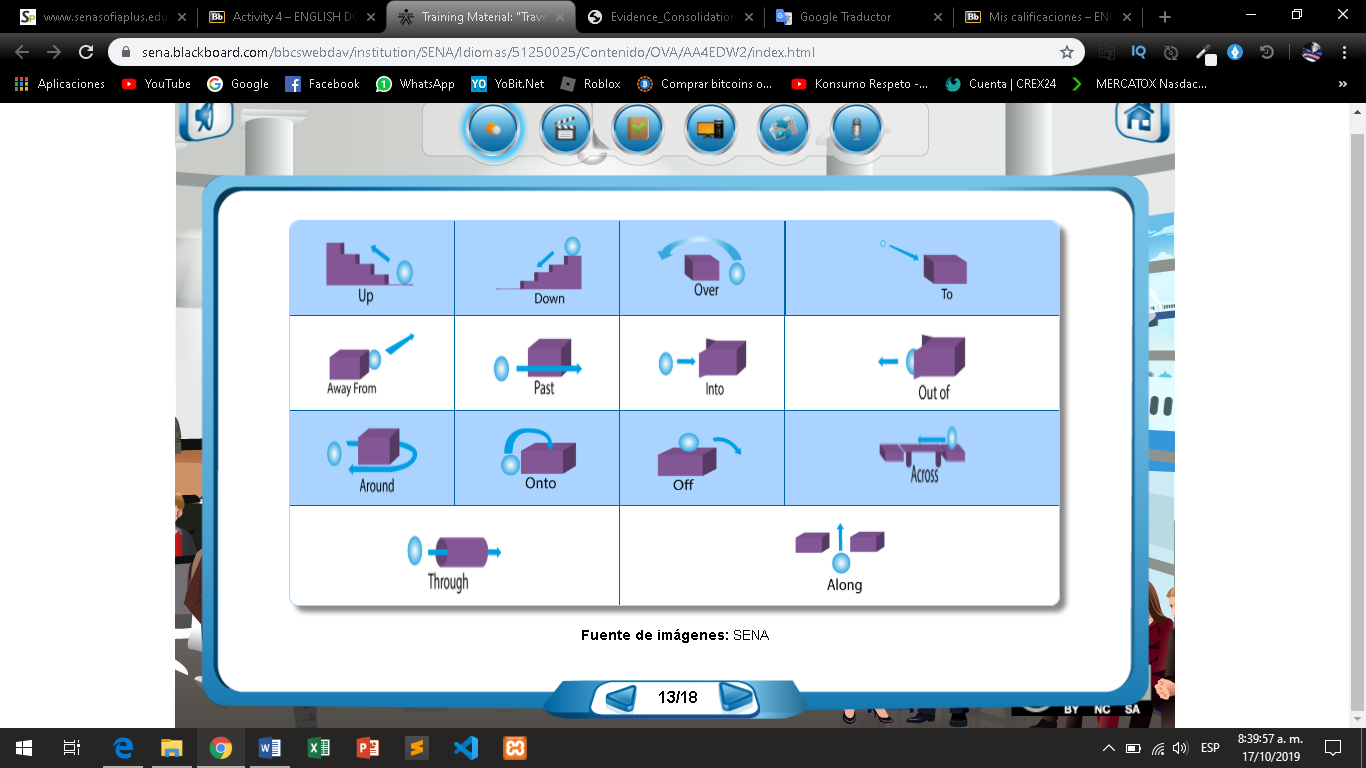 www.senasofiaplus.edu
Activity 4 – ENGLISH DO
Training Material: "Trave
Evidence_Consolidation
Google Traductor
Mis calificaciones – ENG
sena.blackboard.com/bbcswebdav/institution/SENA/Idiomas/51250025/Contenido/OVA/AA4EDW2/index.html
Aplicaciones
YouTube
Google
Facebook
WhatsApp
YoBit.Net
Roblox
Comprar bitcoins o...
Konsumo Respeto -...
Cuenta | CREX24
MERCATOX Nasdac...
»
Up
Down
Over
To
Away From
Past
Into
Out of
Around
Onto
Off
Across
Through
Along
Fuente de imágenes: SENA
13/18
BY NC SA
ESP
8:39:57 a. m.
17/10/2019